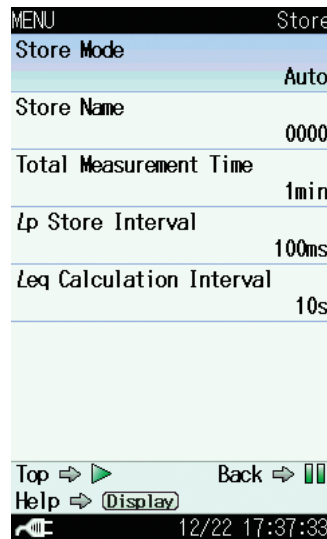 MENU Store
Store Mode
Auto
Store Name
0000
Total Measurement Time
1min
Lp Store Interval
100ms
Leq Calculation Interval
10s
Top ⇨ ▷ Back ⇨ ▯▯
Help ⇨ (Display)
12/22 17:37:33